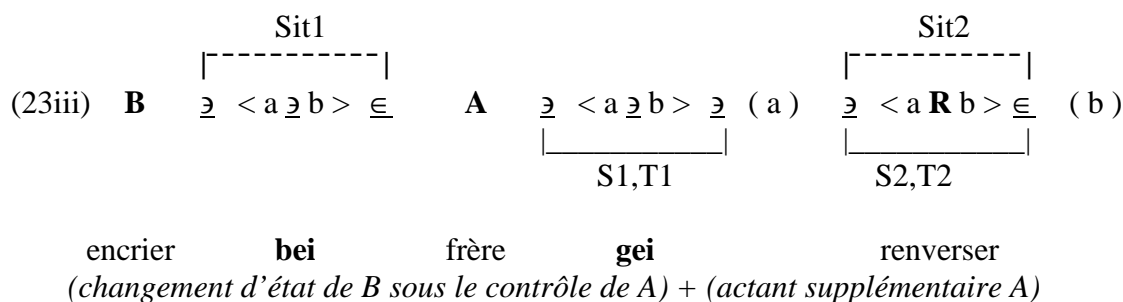 Sit1 Sit2
(23iii) B ∋ < a ∋ b > ∈ A ∋ < a ∋ b > ∋ ( a ) ∋ < a R b > ∈ ( b )
S1,T1 S2,T2
encrier bei frère gei renverser
(changement d'état de B sous le contrôle de A) + (actant supplémentaire A)